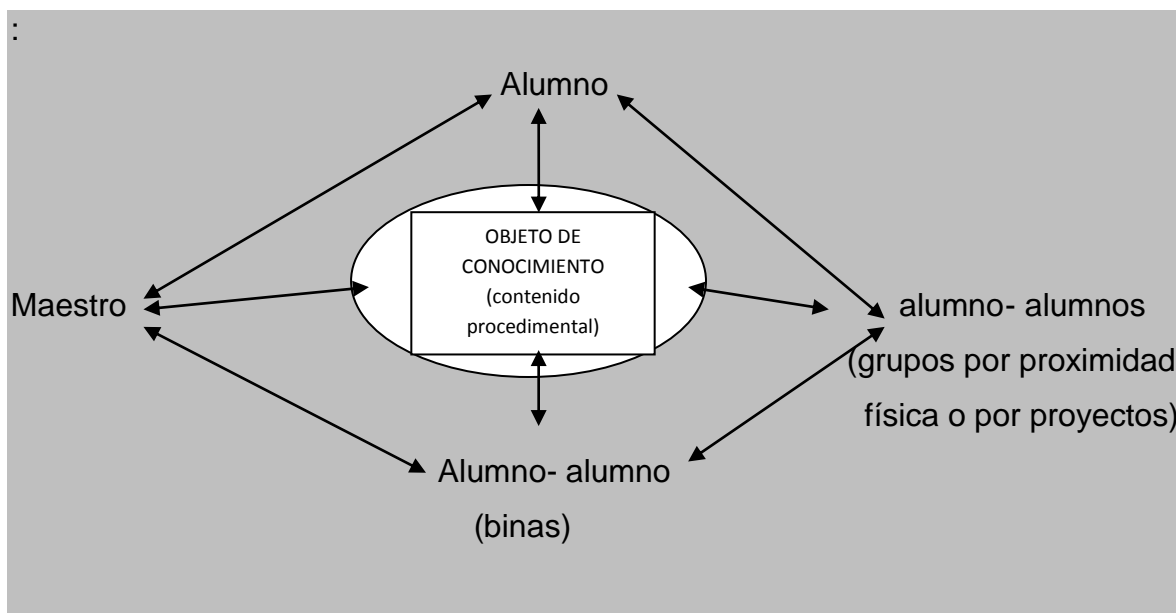 :
Alumno
OBJETO DE
CONOCIMIENTO
(contenido
procedimental)
Maestro
alumno- alumnos
(grupos por proximidad
física o por proyectos)
Alumno- alumno
(binas)